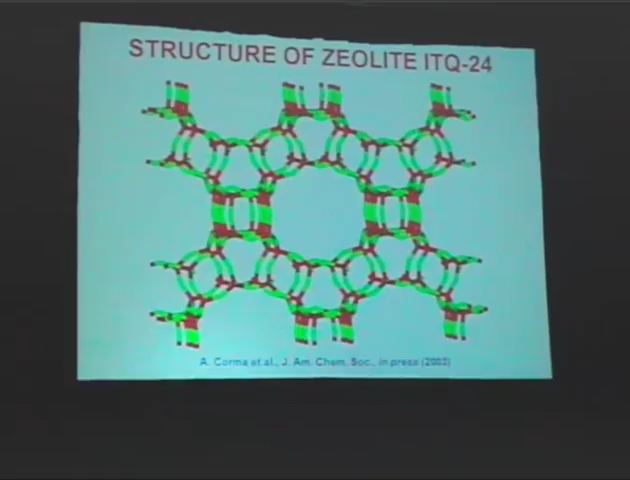 STRUCTURE OF ZEOLITE ITQ-24
A. Corma et al., J. Am. Chem. Soc., in press (2003)